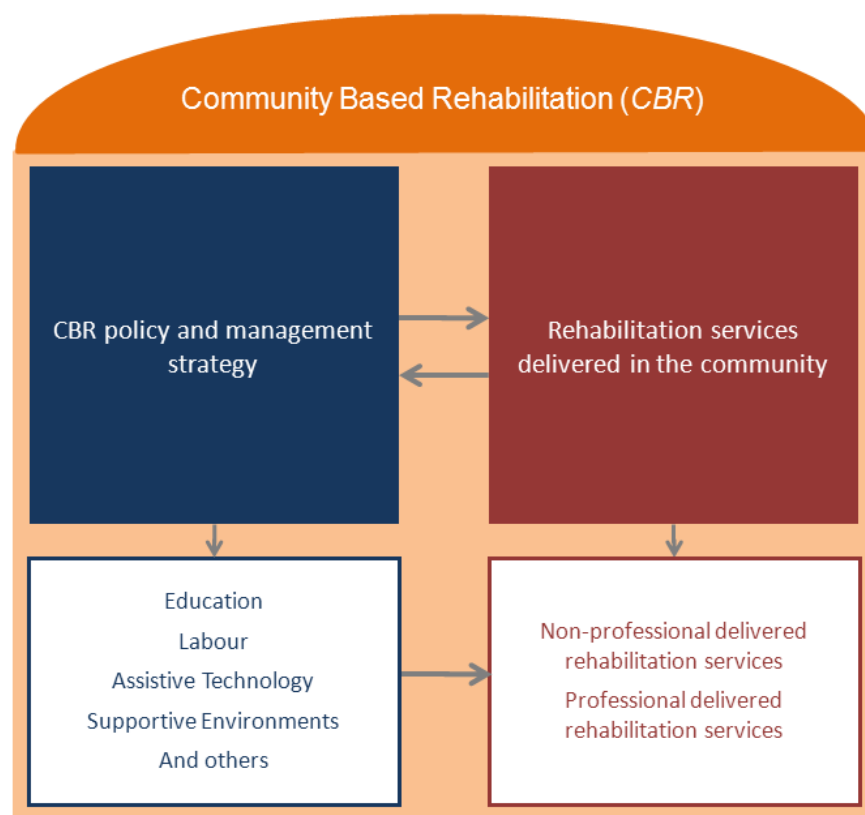 Community Based Rehabilitation (CBR)
CBR policy and management
strategy
Rehabilitation services
delivered in the community
Education
Labour
Assistive Technology
Supportive Environments
And others
Non-professional delivered
rehabilitation services
Professional delivered
rehabilitation services